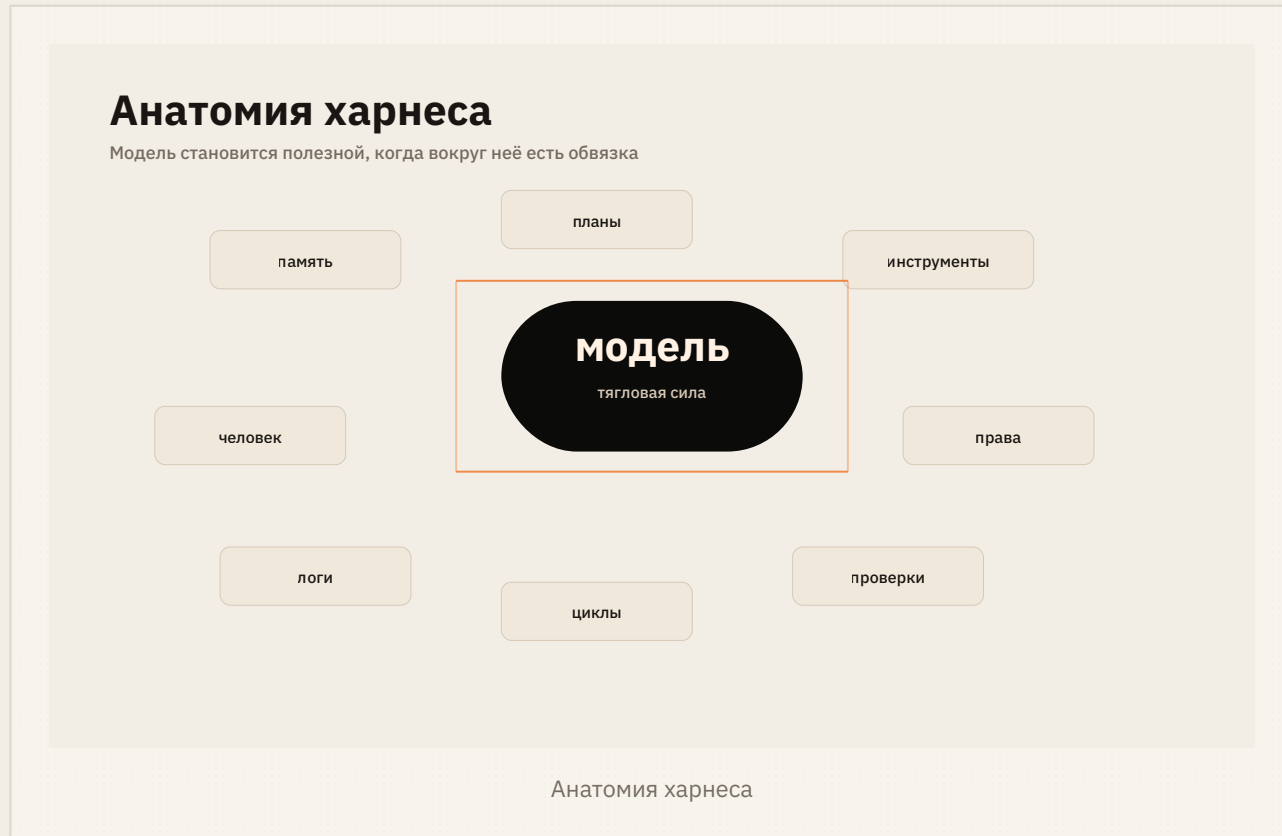 Анатомия харнеса
Модель становится полезной, когда вокруг неё есть обвязка
планы
память
инструменты
модель
тягловая сила
человек
права
логи
проверки
циклы
Анатомия харнеса